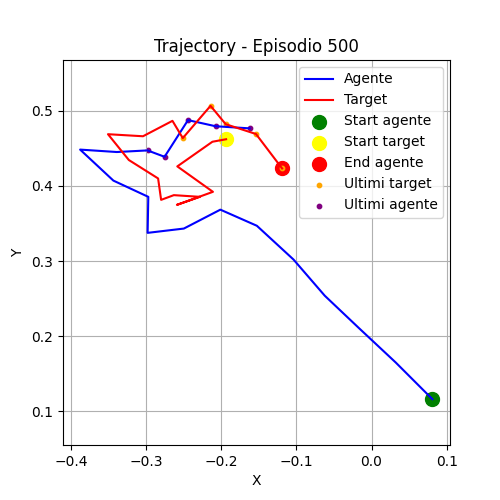 Trajectory - Episodio 500
Agente
Target
Start agente
Start target
End agente
Ultimi target
Ultimi agente
0.5
0.4
0.3
0.2
0.1
Y
−0.4
−0.3
−0.2
−0.1
0.0
0.1
X